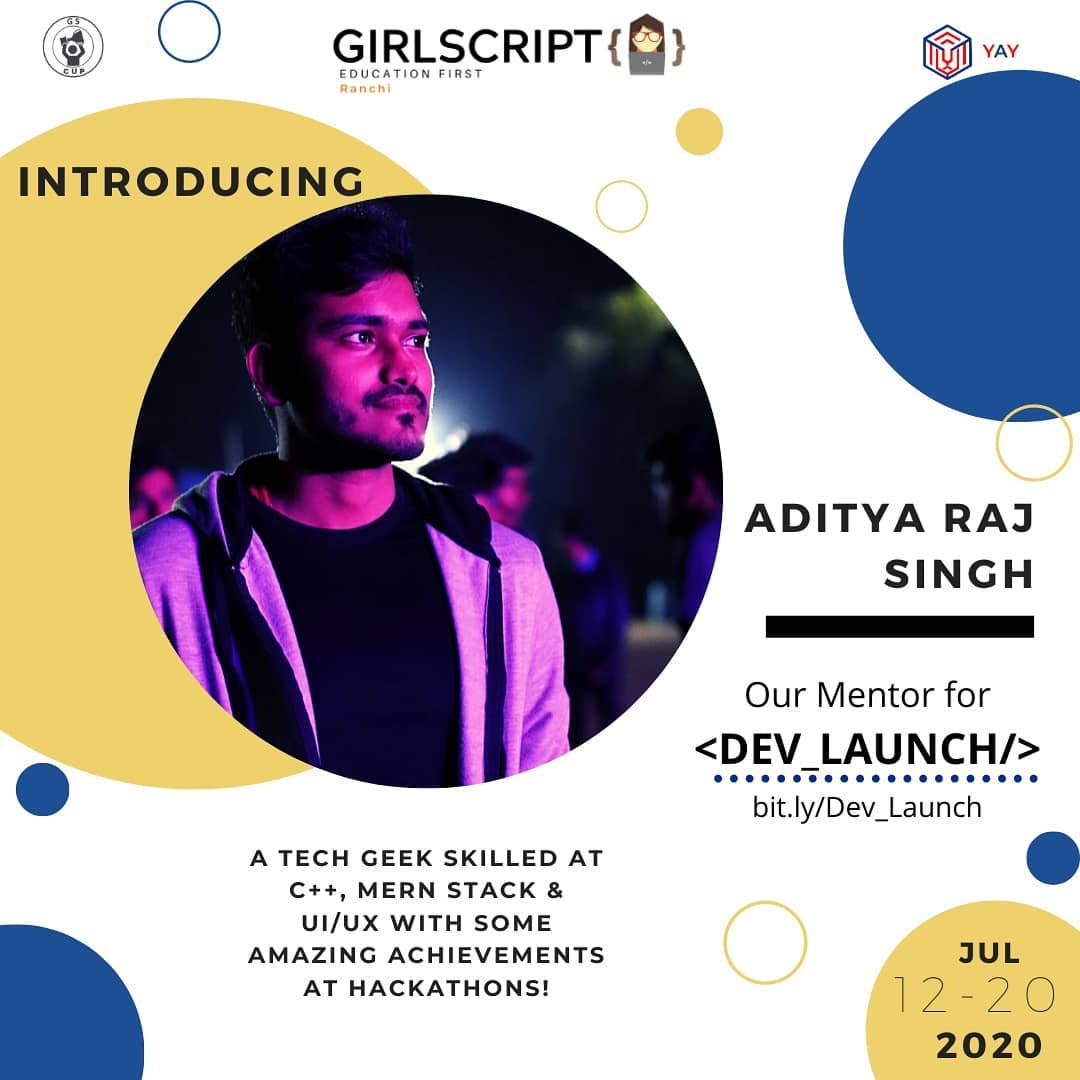 GS
CUP
GIRLSCRIPT
EDUCATION FIRST
Ranchi
YAY
INTRODUCING
ADITYA RAJ
SINGH
Our Mentor for
<DEV_LAUNCH/>
bit.ly/Dev_Launch
A TECH GEEK SKILLED AT
C++, MERN STACK &
UI/UX WITH SOME
AMAZING ACHIEVEMENTS
AT HACKATHONS!
JUL
12-20
2020